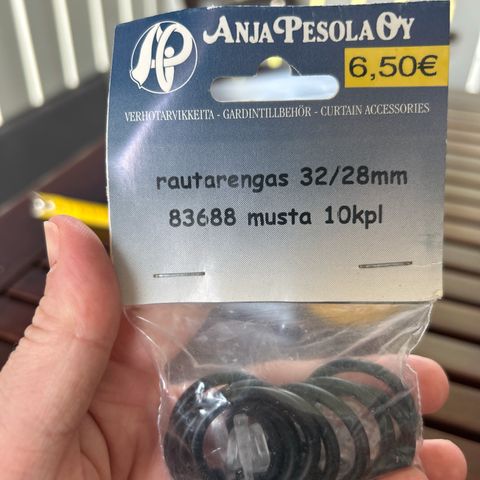 AP
ANJA PESOLA OY
6,50€
VERHOTARVIKKEITA - GARDINTILLBEHÖR - CURTAIN ACCESSORIES
rautarengas 32/28mm
83688 musta 10kpl